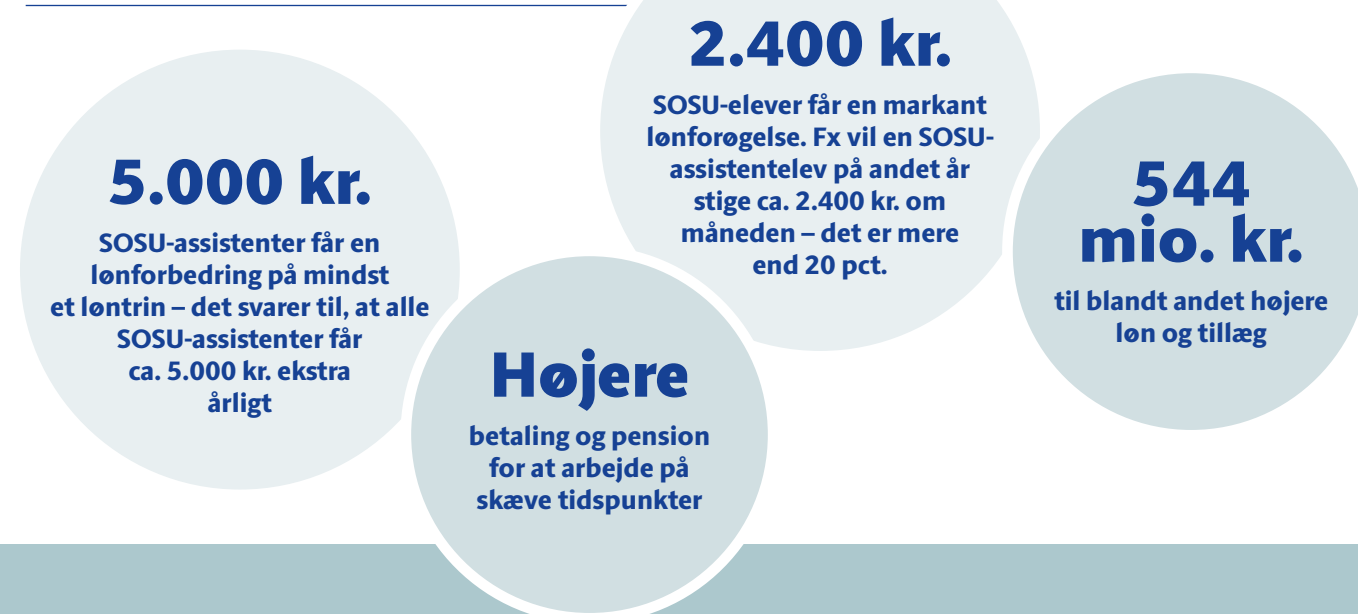 5.000 kr.
SOSU-assistenter får en
lønforbedring på mindst
et løntrin – det svarer til, at alle
SOSU-assistenter får
ca. 5.000 kr. ekstra
årligt
Højere
betaling og pension
for at arbejde på
skæve tidspunkter
2.400 kr.
SOSU-elever får en markant
lønforøgelse. Fx vil en SOSU-
assistentelev på andet år
stige ca. 2.400 kr. om
måneden – det er mere
end 20 pct.
544
mio. kr.
til blandt andet højere
løn og tillæg